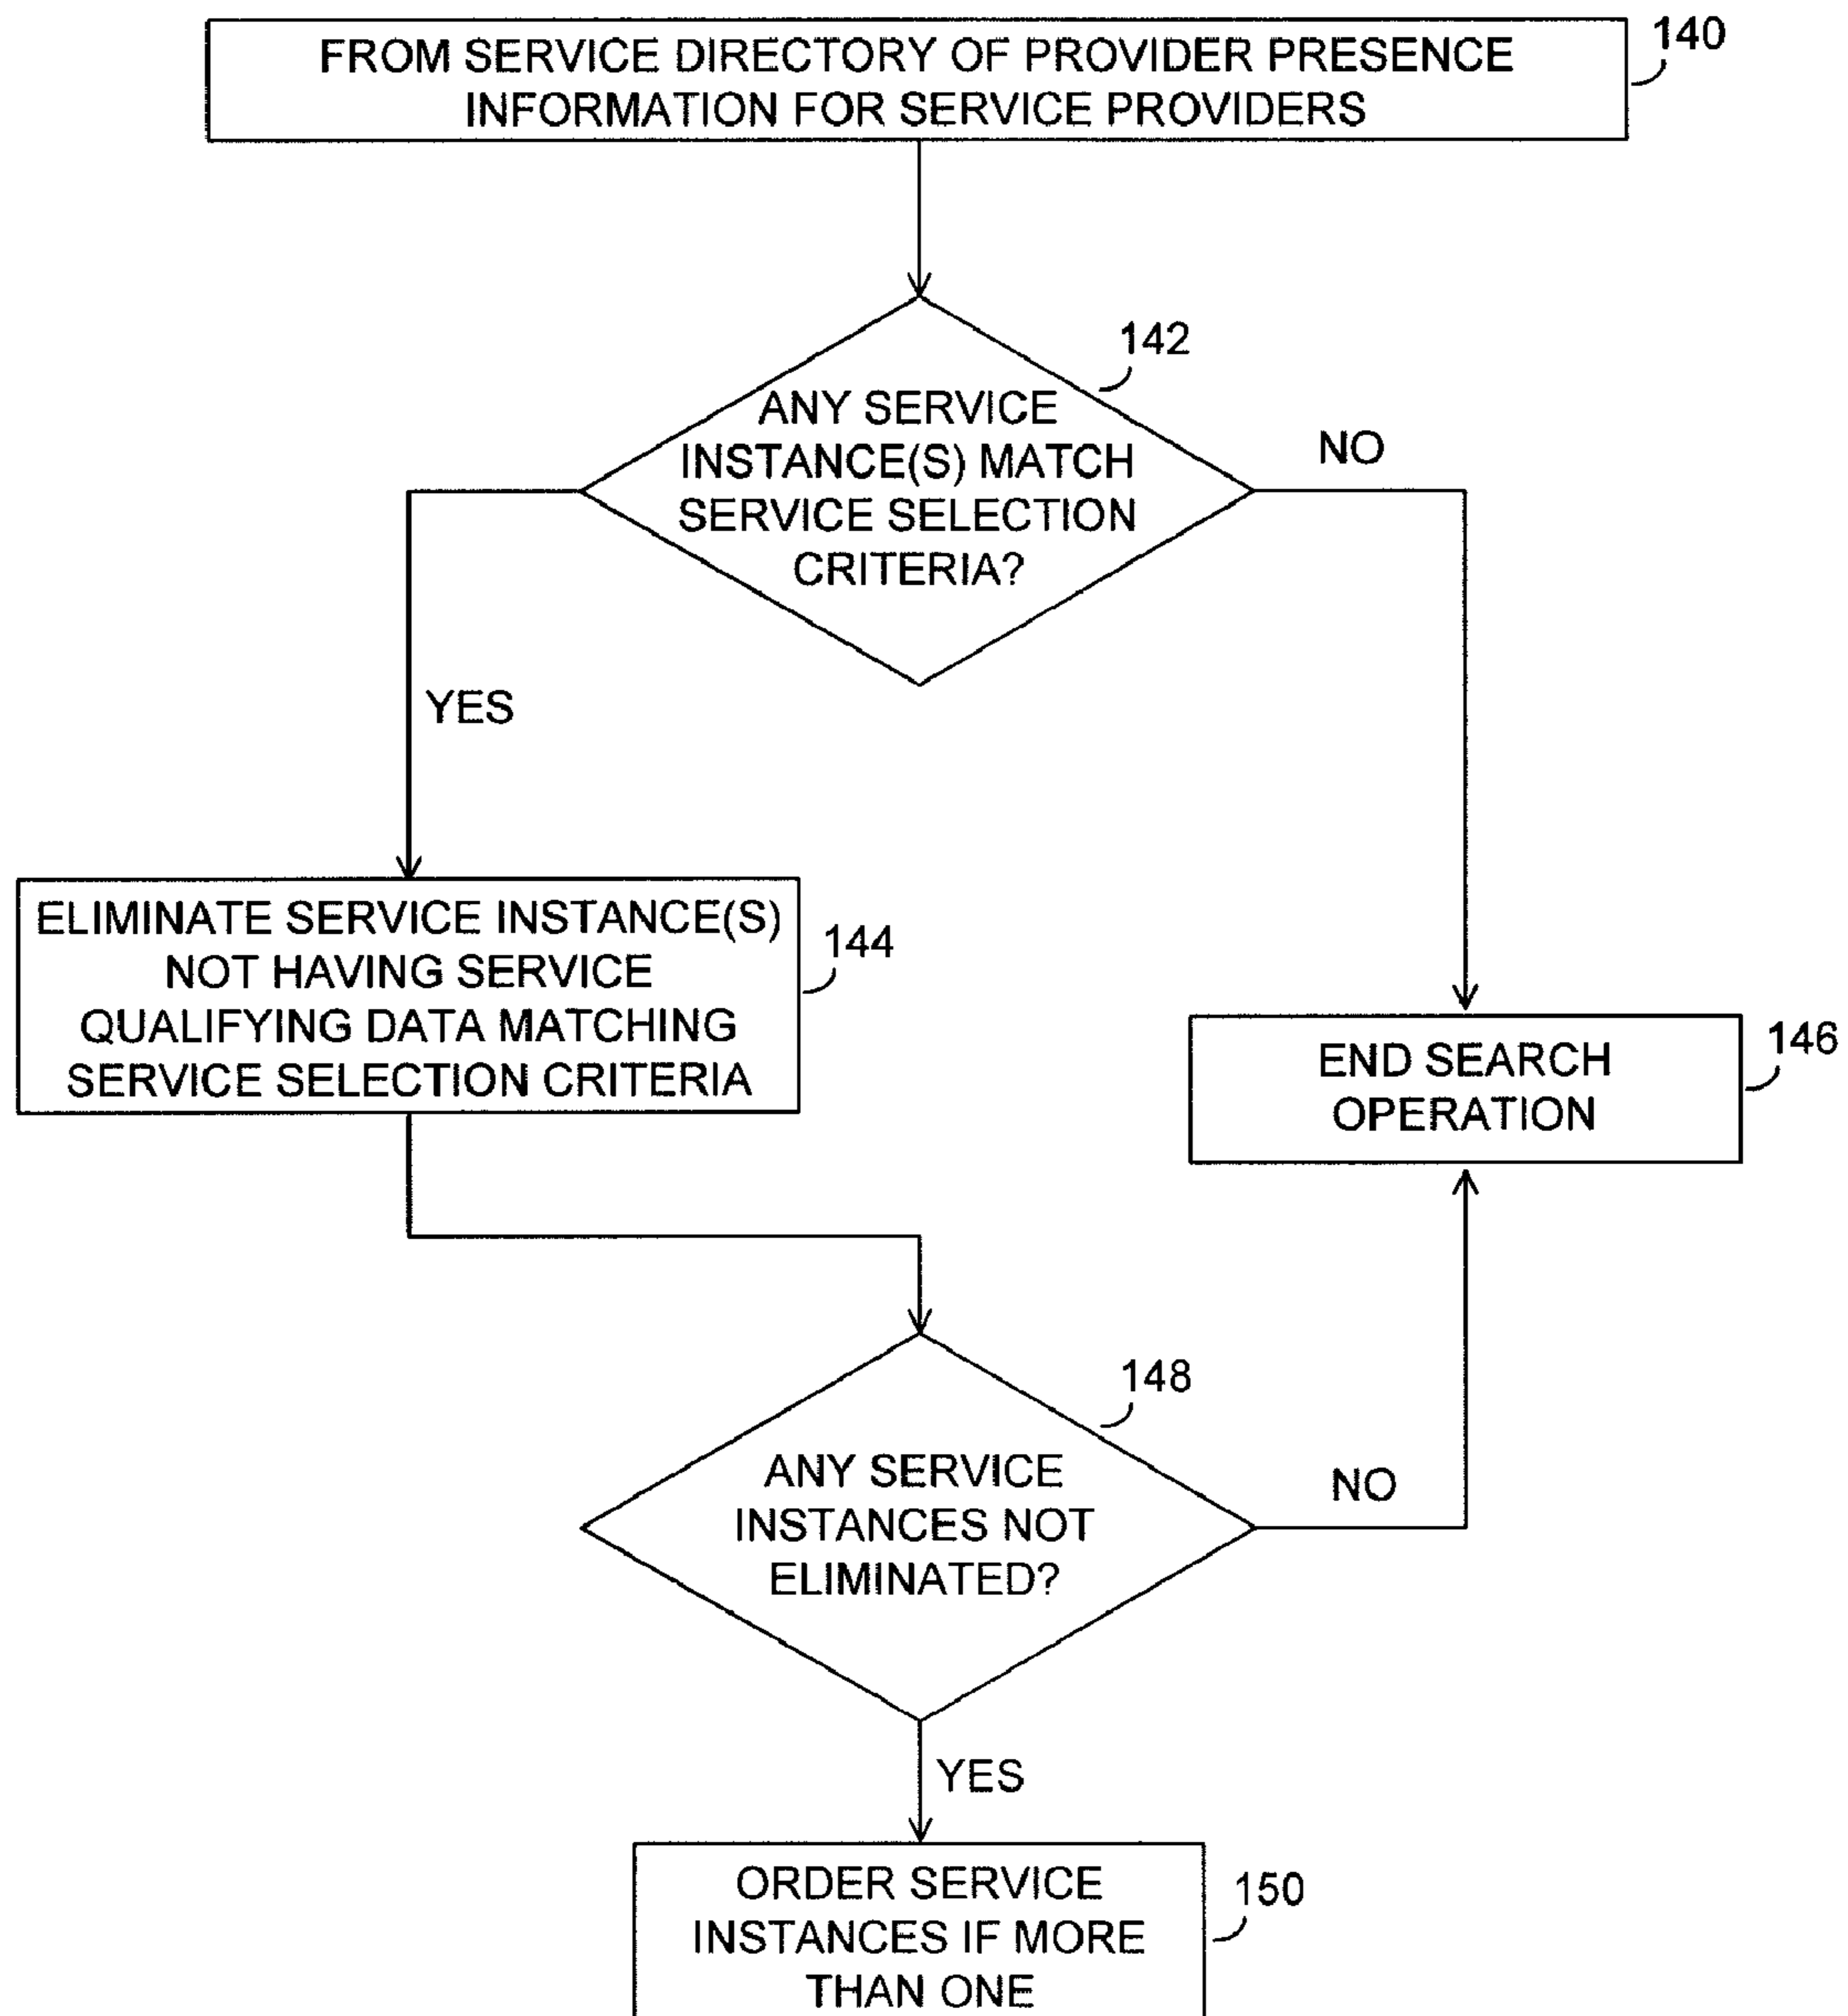 FROM SERVICE DIRECTORY OF PROVIDER PRESENCE
INFORMATION FOR SERVICE PROVIDERS
140
142
ANY SERVICE
INSTANCE(S) MATCH
SERVICE SELECTION
CRITERIA?
NO
YES
ELIMINATE SERVICE INSTANCE(S)
NOT HAVING SERVICE
QUALIFYING DATA MATCHING
SERVICE SELECTION CRITERIA
144
END SEARCH
OPERATION
146
148
ANY SERVICE
INSTANCES NOT
ELIMINATED?
NO
YES
ORDER SERVICE
INSTANCES IF MORE
THAN ONE
150